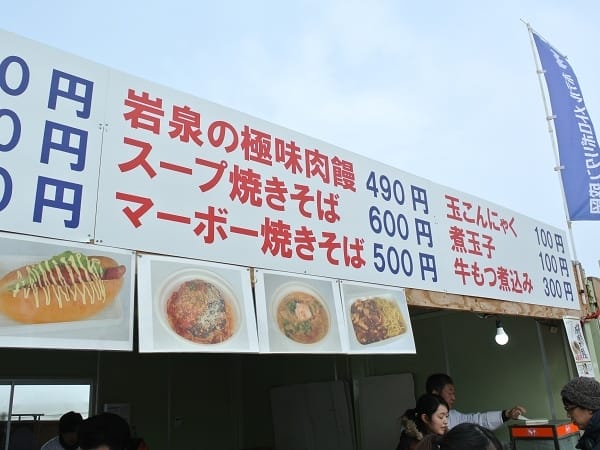 0円
0円
0円
岩泉の極味肉饅 490円
スープ焼きそば 600円
マーボー焼きそば 500円
玉こんにゃく 100円
煮玉子 100円
牛もつ煮込み 300円